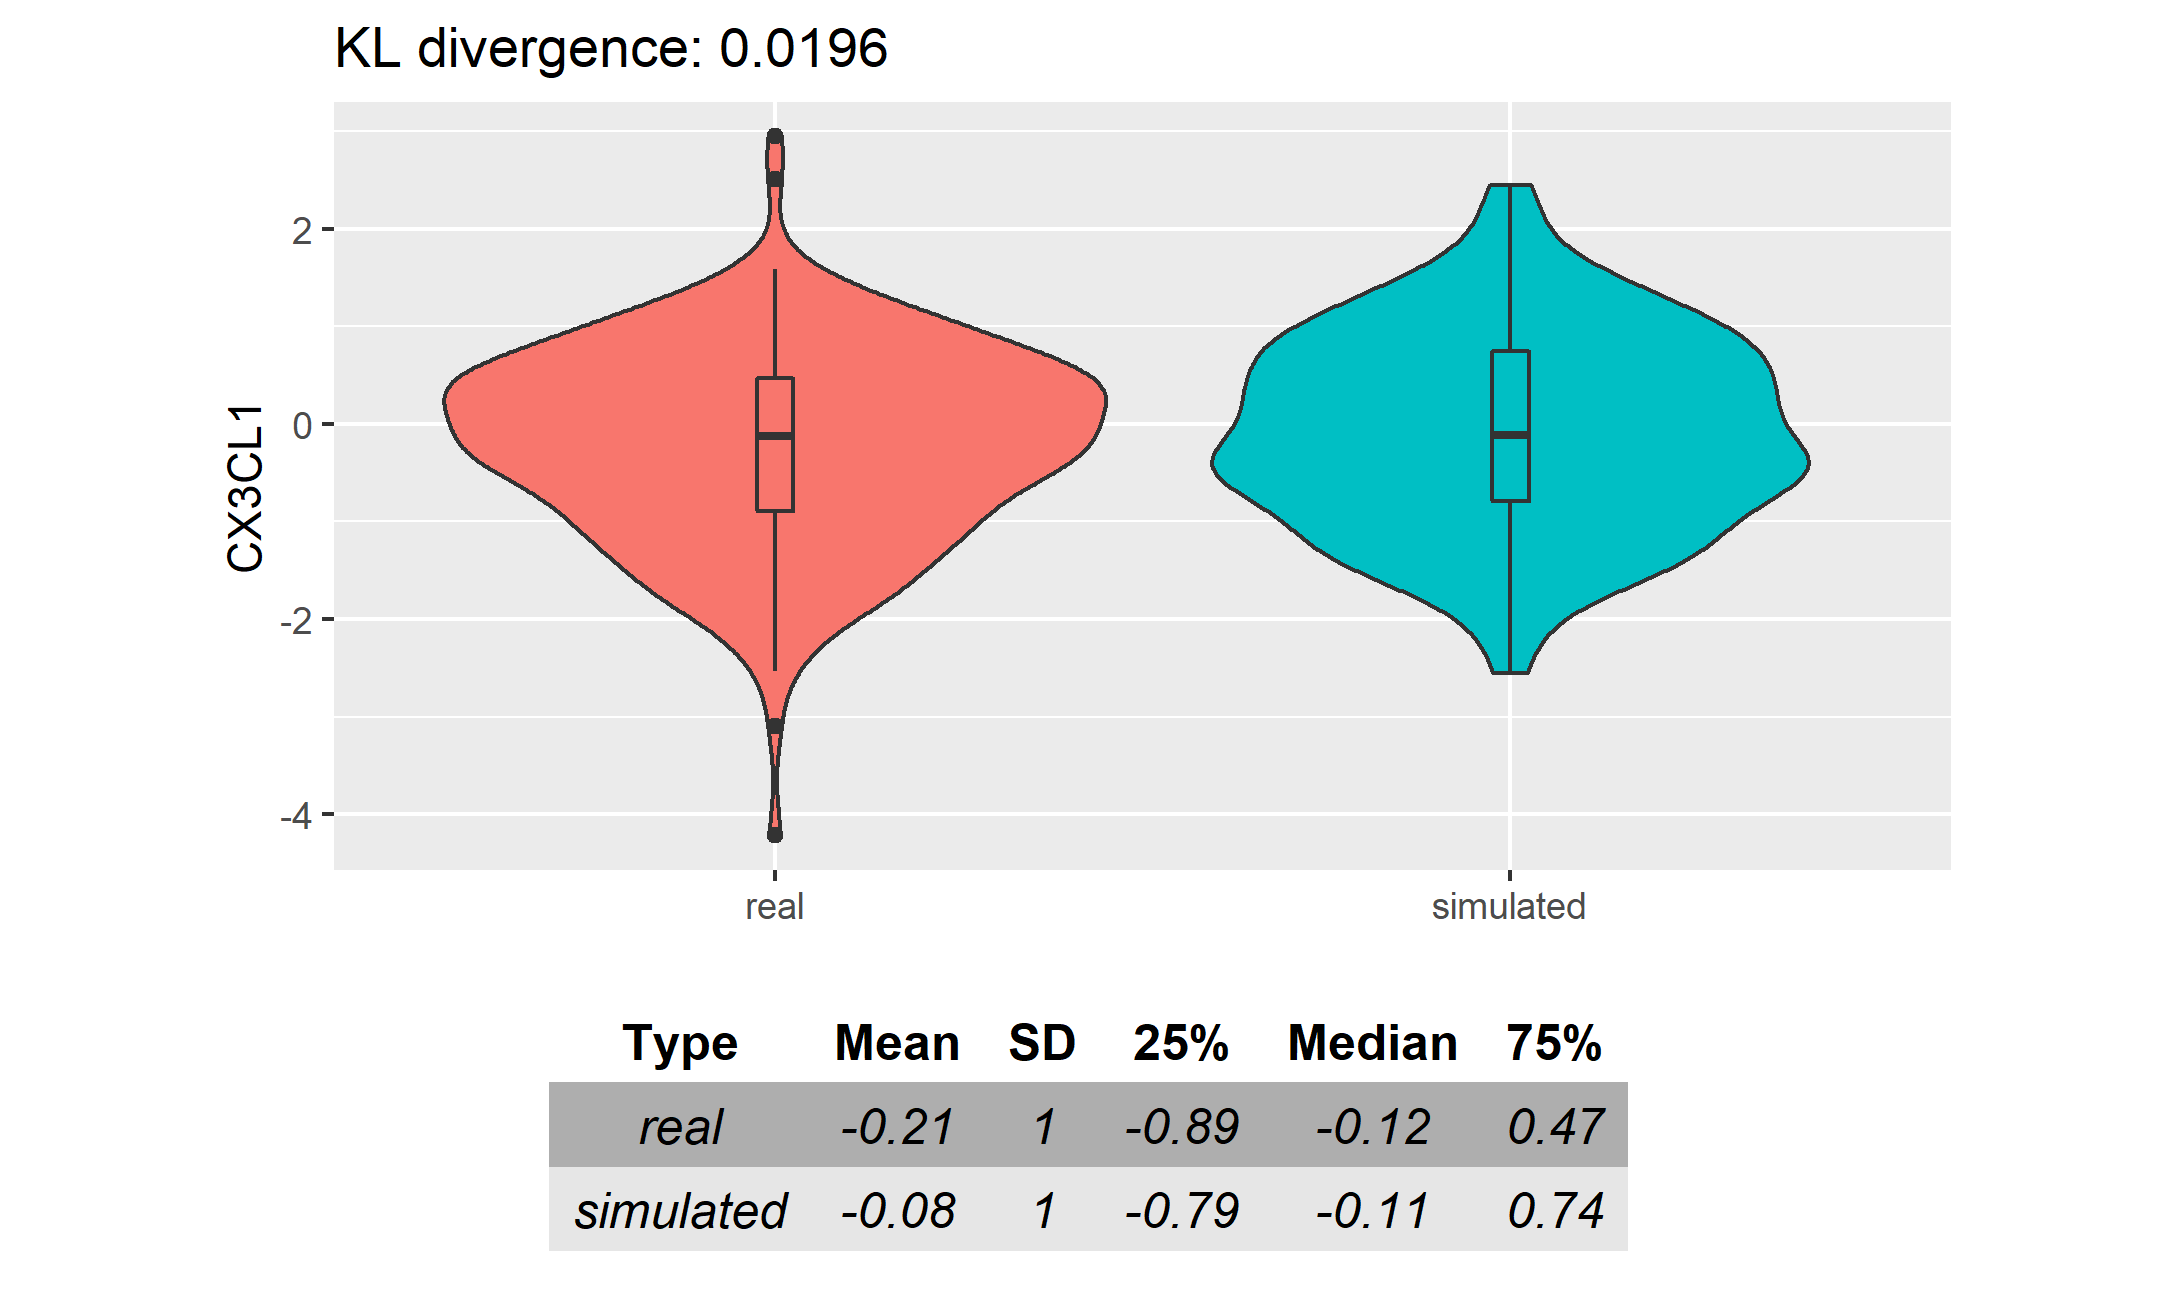 KL divergence: 0.0196
CX3CL1
2
0
-2
-4
real simulated
Type Mean SD 25% Median 75%
real -0.21 1 -0.89 -0.12 0.47
simulated -0.08 1 -0.79 -0.11 0.74